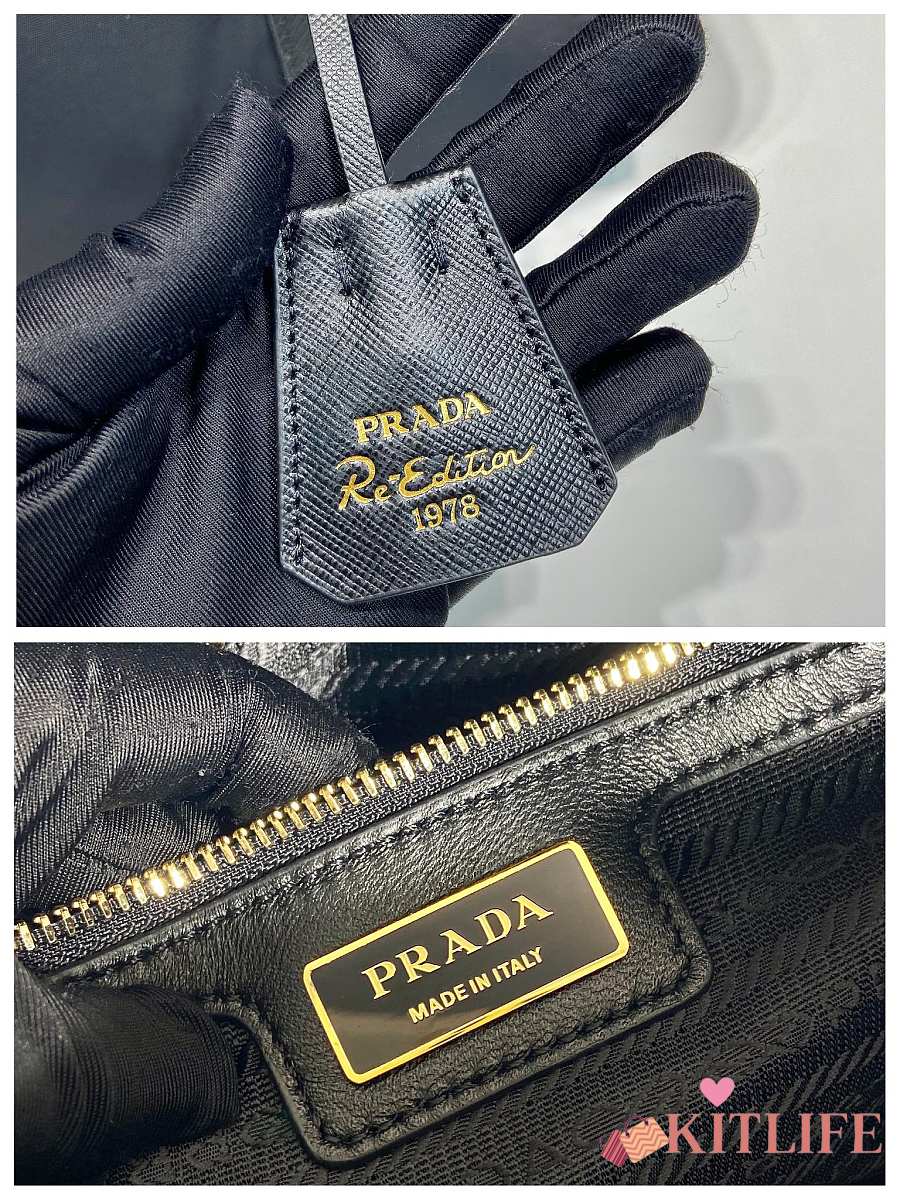 PRADA
Re-Edition
1978
PRADA
MADE IN ITALY
KITLIFE